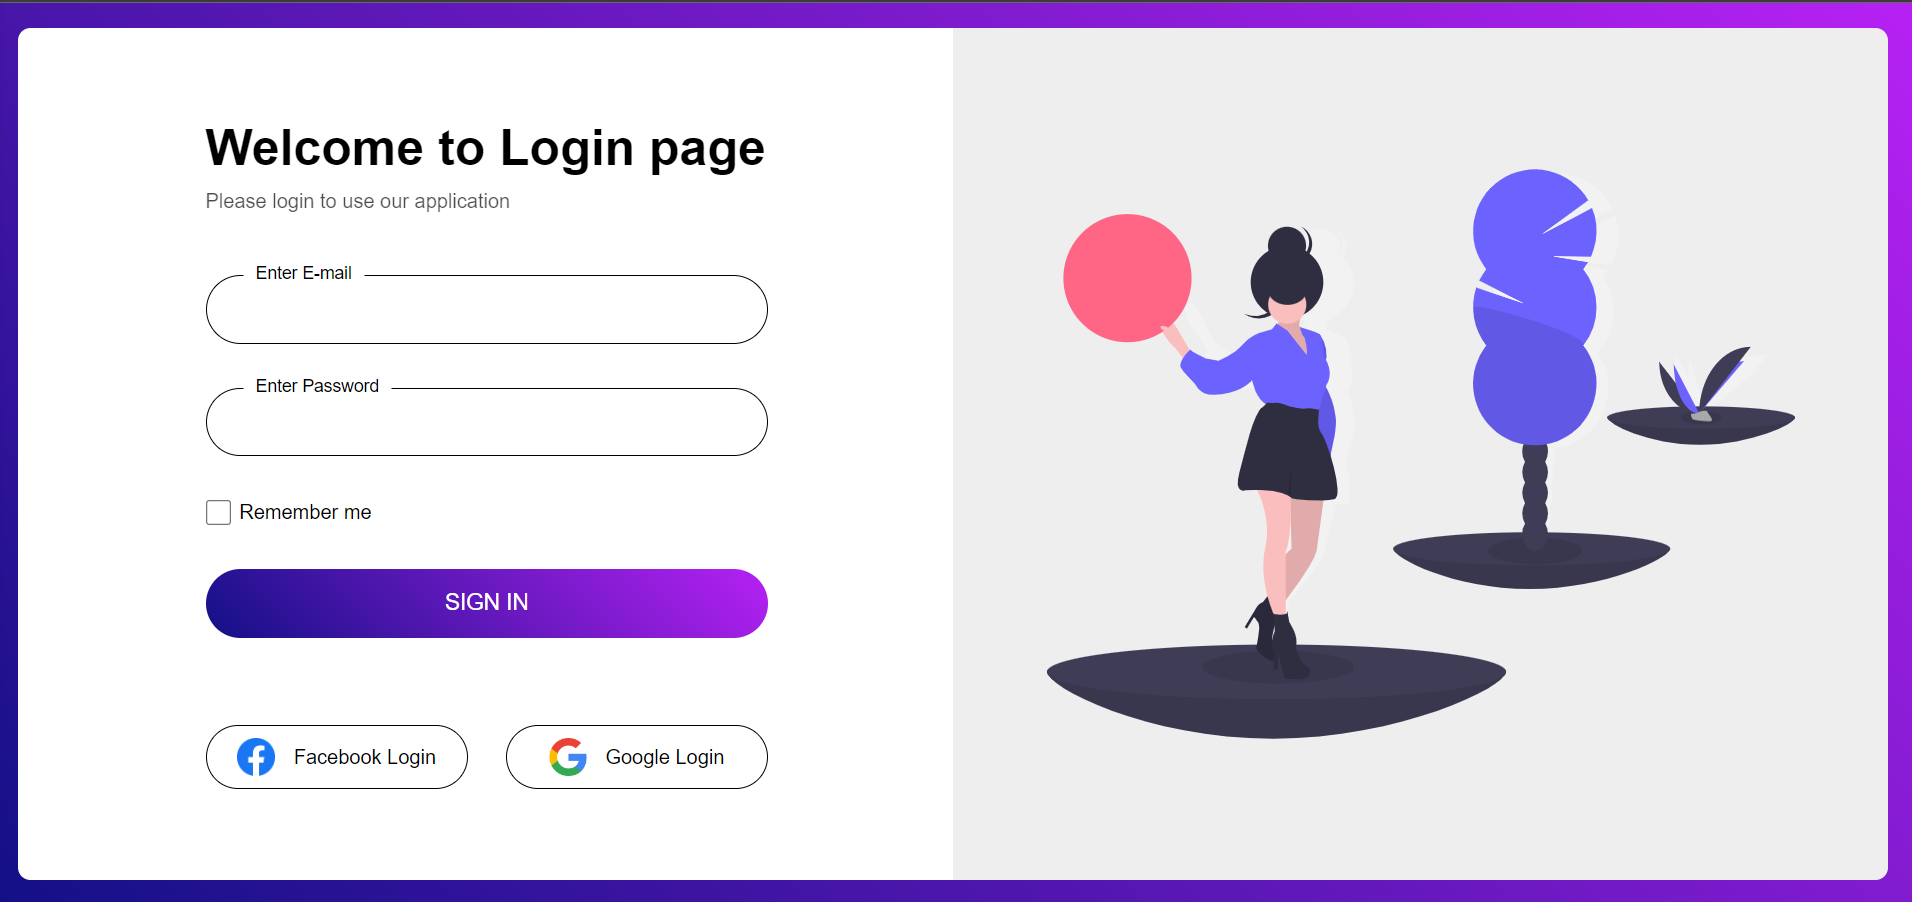 Welcome to Login page
Please login to use our application
Enter E-mail
Enter Password
Remember me
SIGN IN
Facebook Login
Google Login